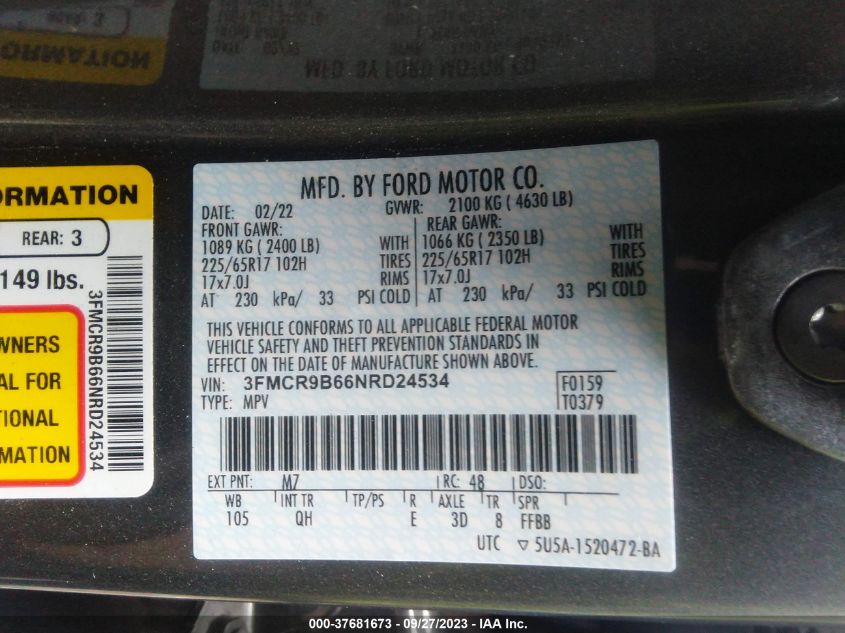 MFD. BY FORD MOTOR CO.
DATE: 02/22 GVWR: 2100 KG ( 4630 LB)
FRONT GAWR: REAR GAWR:
1089 KG ( 2400 LB) WITH 1066 KG ( 2350 LB) WITH
225/65R17 102H TIRES 225/65R17 102H TIRES
17x7.0J RIMS 17x7.0J RIMS
AT 230 kPa/ 33 PSI COLD AT 230 kPa/ 33 PSI COLD
THIS VEHICLE CONFORMS TO ALL APPLICABLE FEDERAL MOTOR
VEHICLE SAFETY AND THEFT PREVENTION STANDARDS IN
EFFECT ON THE DATE OF MANUFACTURE SHOWN ABOVE.
VIN: 3FMCR9B66NRD24534 F0159
TYPE: MPV T0379
EXT PNT: M7 RC: 48 DSO:
WB INT TR TP/PS R AXLE TR SPR
105 QH E 3D 8 FFBB
UTC ▽ 5U5A-1520472-BA
ORMATION
REAR: 3
149 lbs.
WNERS
AL FOR
TIONAL
MATION
3FMCR9B66NRD24534
000-37681673 - 09/27/2023 - IAA Inc.